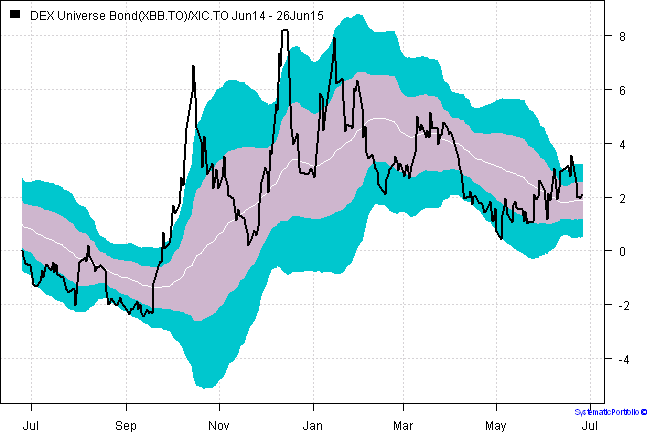 DEX Universe Bond(XBB.TO)/XIC.TO Jun14 - 26Jun15
8
6
4
2
0
-2
-4
SystematicPortfolio ©
Jul Sep Nov Jan Mar May Jul